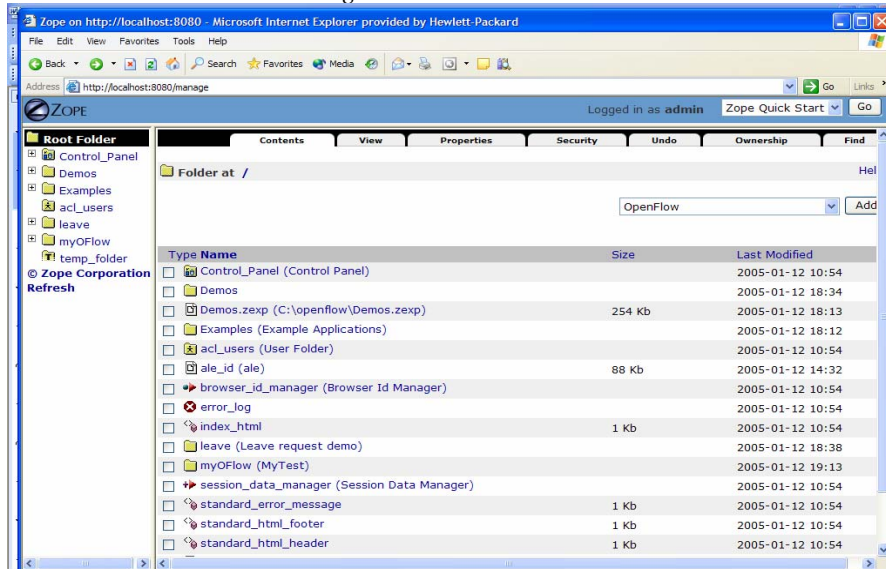 Zope on http://localhost:8080 - Microsoft Internet Explorer provided by Hewlett-Packard
File Edit View Favorites Tools Help
Back Search Favorites Media
Address http://localhost:8080/manage Go Links
ZOPE Logged in as admin Zope Quick Start Go
Root Folder
Control_Panel
Demos
Examples
acl_users
leave
myOFlow
temp_folder
© Zope Corporation
Refresh
Contents View Properties Security Undo Ownership Find
Folder at / Hel
OpenFlow Add
Type Name Size Last Modified
Control_Panel (Control Panel) 2005-01-12 10:54
Demos 2005-01-12 18:34
Demos.zexp (C:\openflow\Demos.zexp) 254 Kb 2005-01-12 18:13
Examples (Example Applications) 2005-01-12 18:12
acl_users (User Folder) 2005-01-12 10:54
ale_id (ale) 88 Kb 2005-01-12 14:32
browser_id_manager (Browser Id Manager) 2005-01-12 10:54
error_log 2005-01-12 10:54
index_html 1 Kb 2005-01-12 10:54
leave (Leave request demo) 2005-01-12 18:38
myOFlow (MyTest) 2005-01-12 19:13
session_data_manager (Session Data Manager) 2005-01-12 10:54
standard_error_message 1 Kb 2005-01-12 10:54
standard_html_footer 1 Kb 2005-01-12 10:54
standard_html_header 1 Kb 2005-01-12 10:54